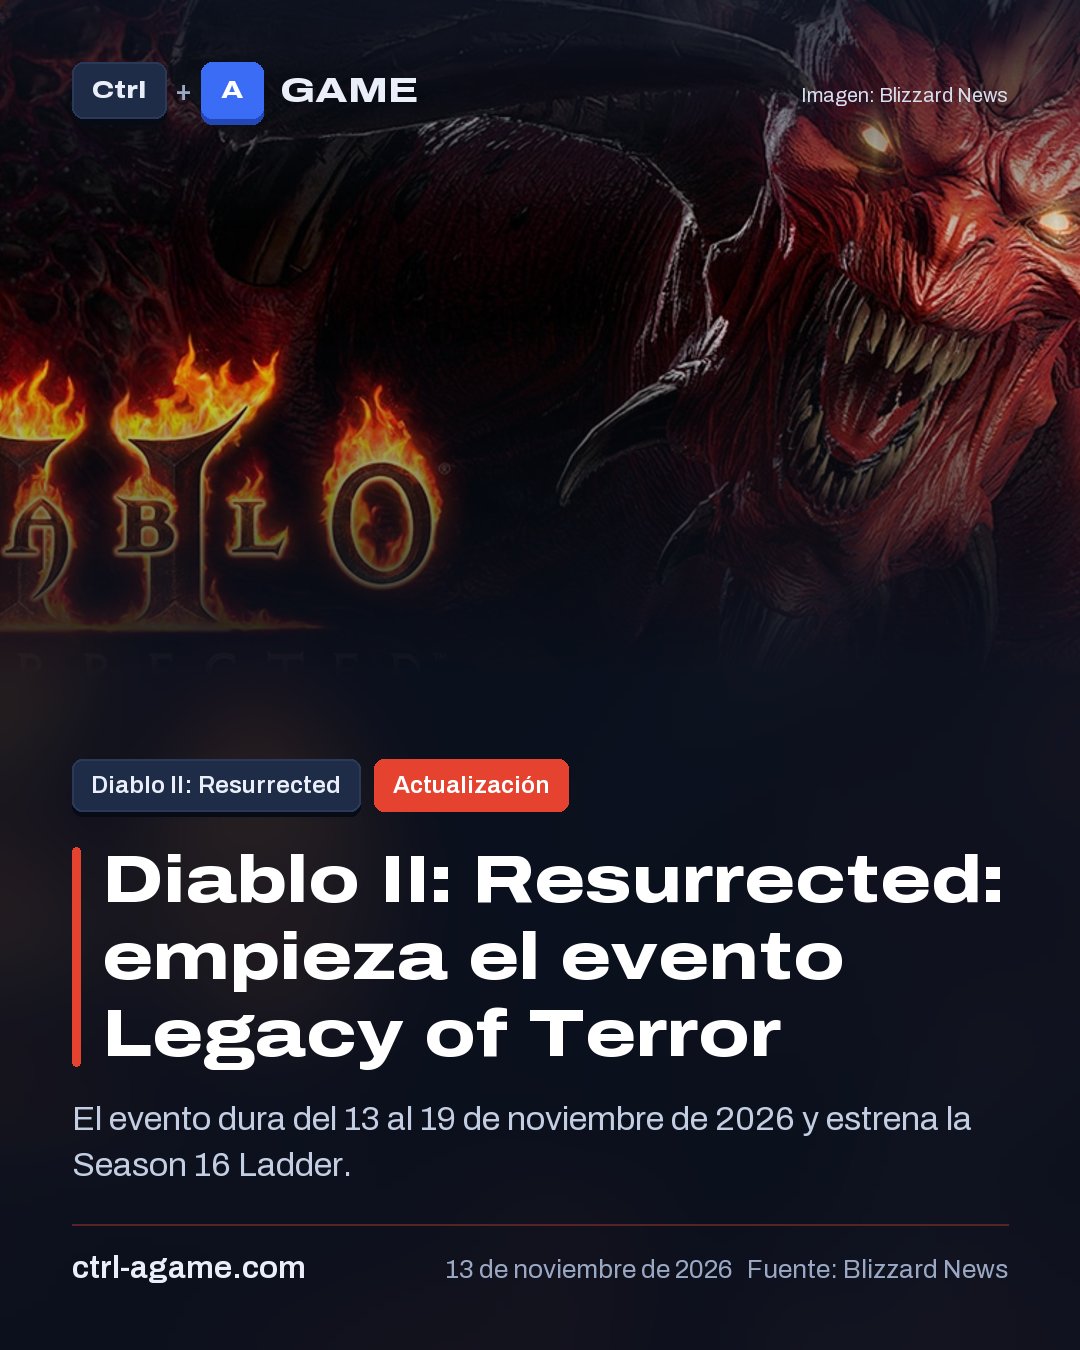 Ctrl + A GAME
Imagen: Blizzard News
II
ABLO®
Diablo II: Resurrected
Actualización
Diablo II: Resurrected:
empieza el evento
Legacy of Terror
El evento dura del 13 al 19 de noviembre de 2026 y estrena la
Season 16 Ladder.
ctrl-agame.com
13 de noviembre de 2026 Fuente: Blizzard News